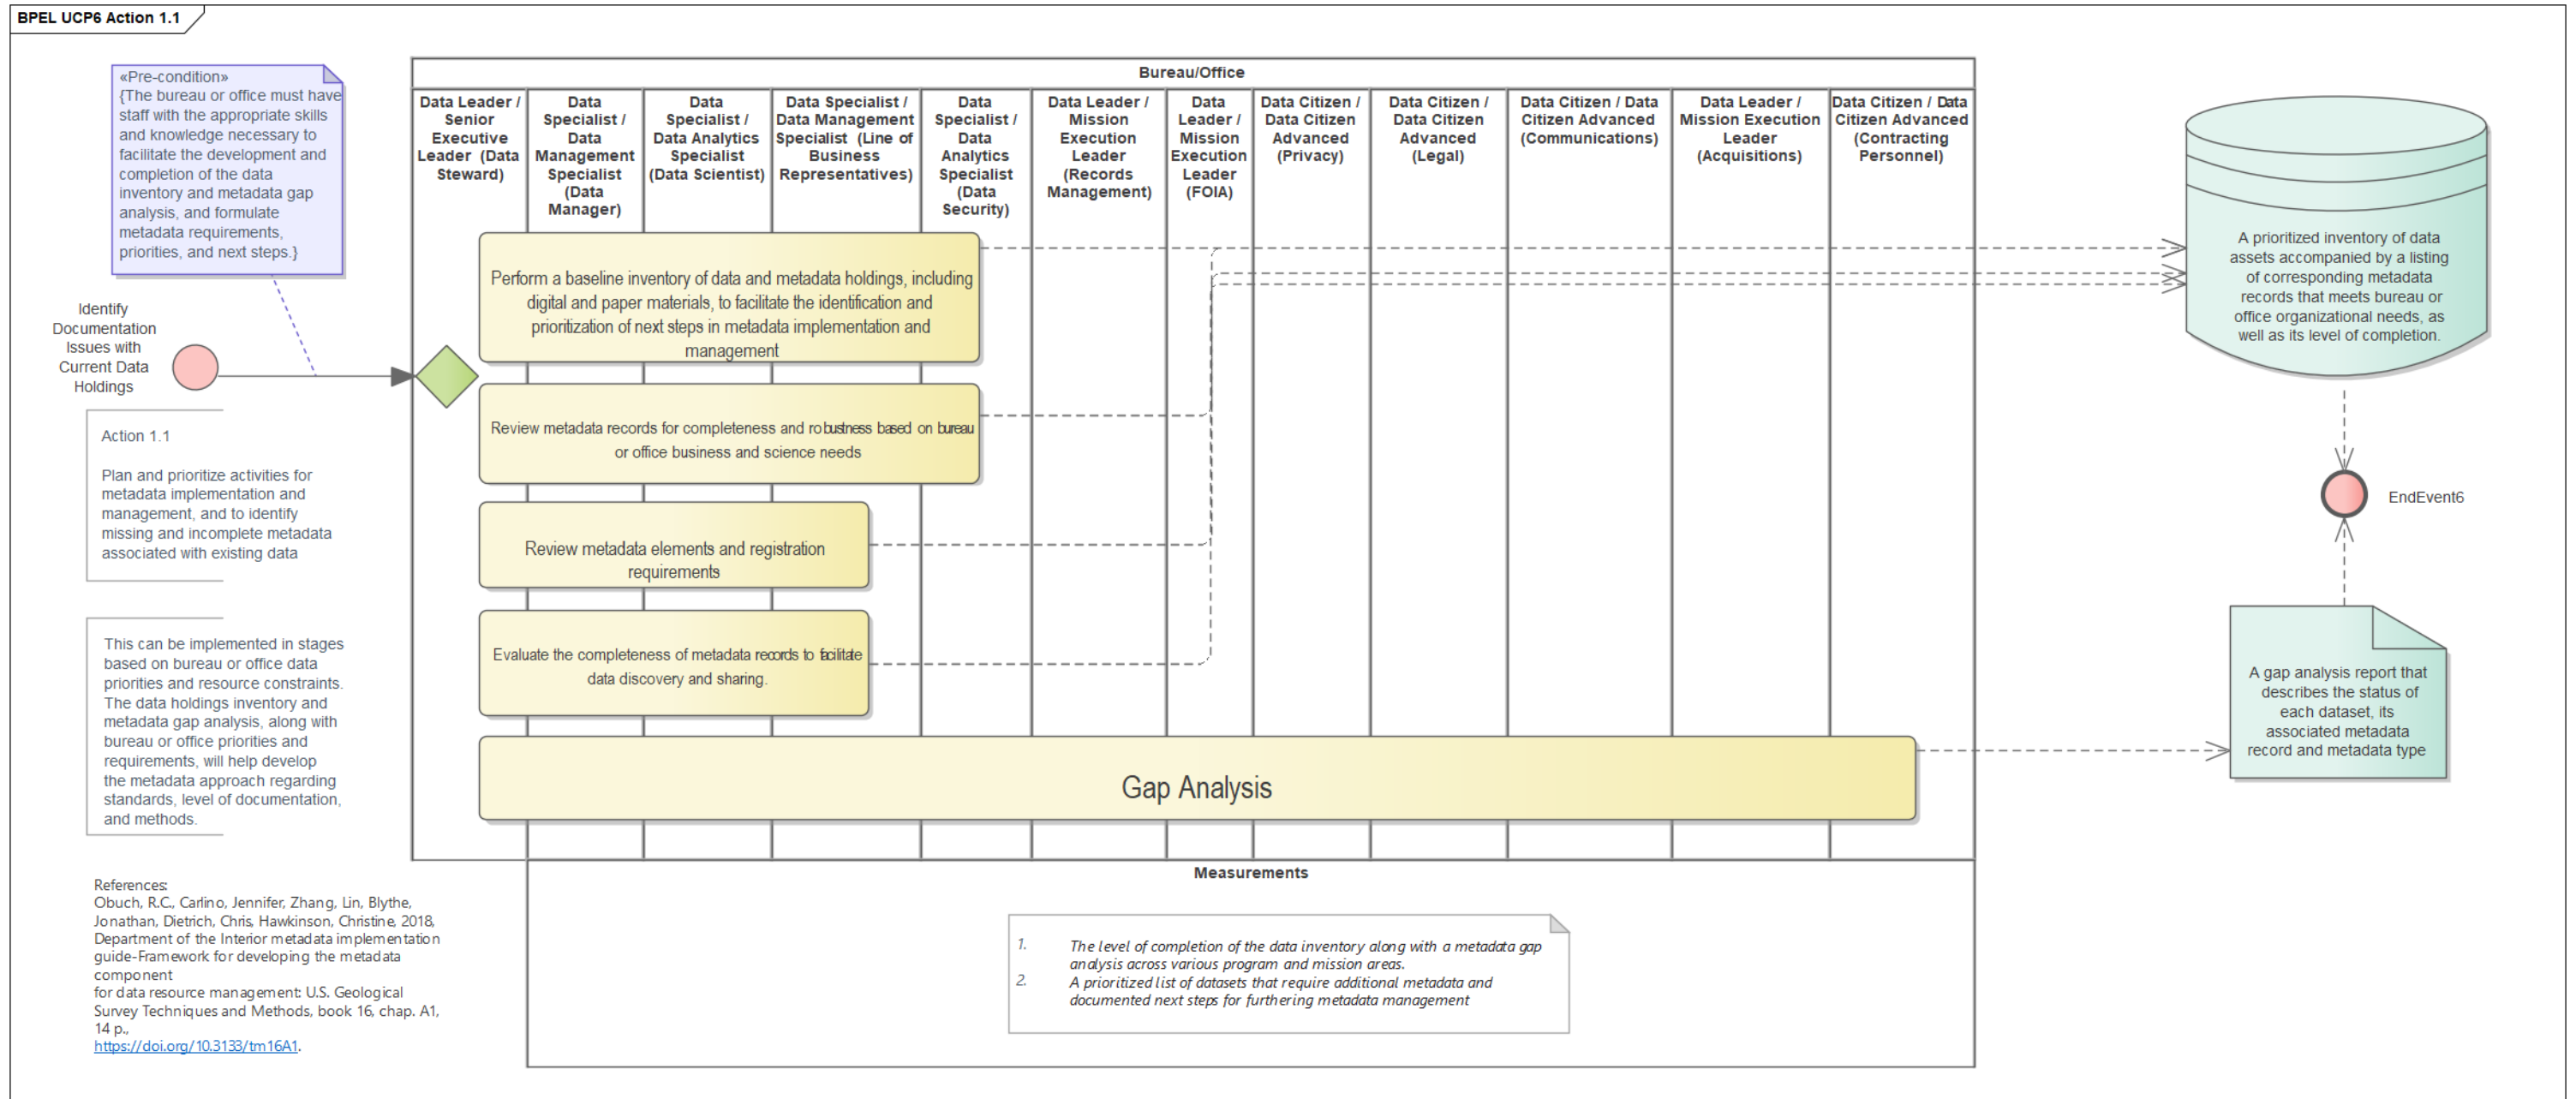 BPEL UCP6 Action 1.1
«Pre-condition»
{The bureau or office must have
staff with the appropriate skills
and knowledge necessary to
facilitate the development and
completion of the data
inventory and metadata gap
analysis, and formulate
metadata requirements,
priorities, and next steps.}
Identify
Documentation
Issues with
Current Data
Holdings
Action 1.1
Plan and prioritize activities for
metadata implementation and
management, and to identify
missing and incomplete metadata
associated with existing data
This can be implemented in stages
based on bureau or office data
priorities and resource constraints.
The data holdings inventory and
metadata gap analysis, along with
bureau or office priorities and
requirements, will help develop
the metadata approach regarding
standards, level of documentation,
and methods.
References:
Obuch, R.C., Carlino, Jennifer, Zhang, Lin, Blythe,
Jonathan, Dietrich, Chris, Hawkinson, Christine, 2018,
Department of the Interior metadata implementation
guide-Framework for developing the metadata
component
for data resource management: U.S. Geological
Survey Techniques and Methods, book 16, chap. A1,
14 p.,
https://doi.org/10.3133/tm16A1.
Bureau/Office
Data Leader /
Senior
Executive
Leader (Data
Steward)
Data
Specialist /
Data
Management
Specialist
(Data
Manager)
Data
Specialist /
Data Analytics
Specialist
(Data Scientist)
Data Specialist /
Data Management
Specialist (Line of
Business
Representatives)
Data
Specialist /
Data
Analytics
Specialist
(Data
Security)
Data Leader /
Mission
Execution
Leader
(Records
Management)
Data
Leader /
Mission
Execution
Leader
(FOIA)
Data Citizen /
Data Citizen
Advanced
(Privacy)
Data Citizen /
Data Citizen
Advanced
(Legal)
Data Citizen / Data
Citizen Advanced
(Communications)
Data Leader /
Mission Execution
Leader
(Acquisitions)
Data Citizen / Data
Citizen Advanced
(Contracting
Personnel)
Perform a baseline inventory of data and metadata holdings, including
digital and paper materials, to facilitate the identification and
prioritization of next steps in metadata implementation and
management
Review metadata records for completeness and robustness based on bureau
or office business and science needs
Review metadata elements and registration
requirements
Evaluate the completeness of metadata records to facilitate
data discovery and sharing.
Gap Analysis
Measurements
1. The level of completion of the data inventory along with a metadata gap
analysis across various program and mission areas.
2. A prioritized list of datasets that require additional metadata and
documented next steps for furthering metadata management
A prioritized inventory of data
assets accompanied by a listing
of corresponding metadata
records that meets bureau or
office organizational needs, as
well as its level of completion.
EndEvent6
A gap analysis report that
describes the status of
each dataset, its
associated metadata
record and metadata type